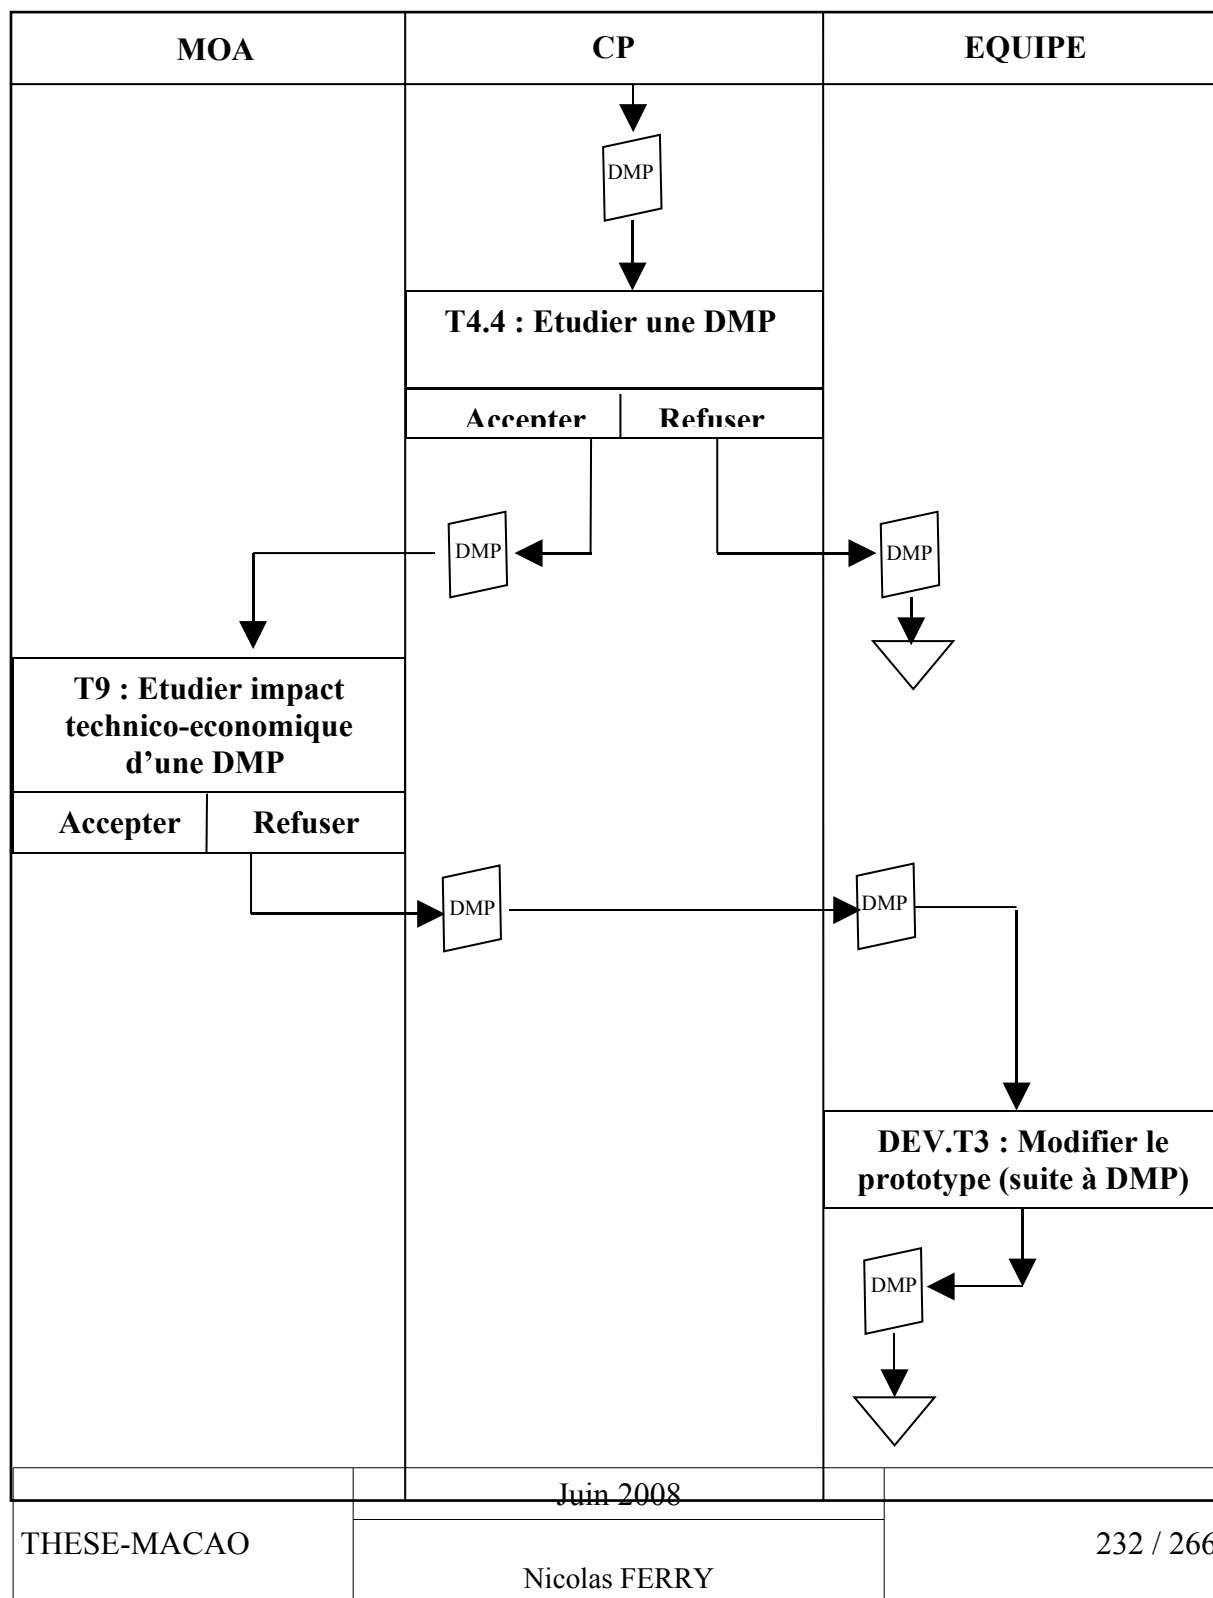 MOA
CP
EQUIPE
DMP
T4.4 : Etudier une DMP
Accepter
Refuser
DMP
DMP
T9 : Etudier impact
technico-economique
d’une DMP
Accepter
Refuser
DMP
DMP
DEV.T3 : Modifier le
prototype (suite à DMP)
DMP
Juin 2008
THESE-MACAO
232 / 266
Nicolas FERRY